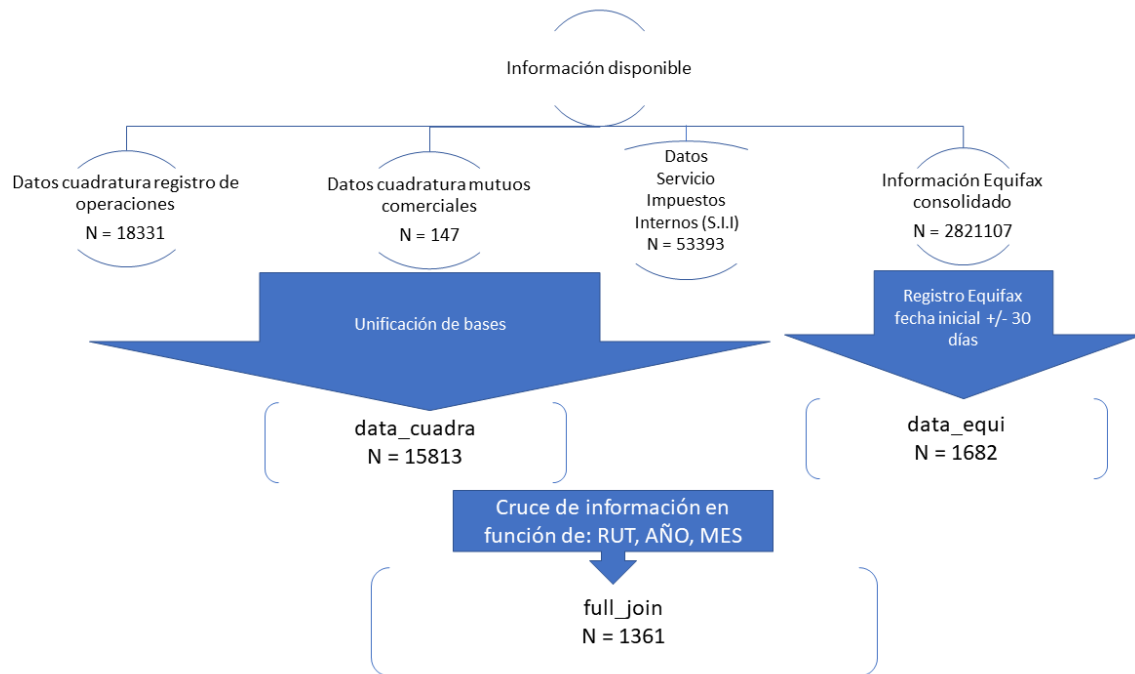 Información disponible
Datos cuadratura registro de
operaciones
N = 18331
Datos cuadratura mutuos
comerciales
N = 147
Datos
Servicio
Impuestos
Internos (S.I.I)
N = 53393
Información Equifax
consolidado
N = 2821107
Unificación de bases
Registro Equifax
fecha inicial +/- 30
días
data_cuadra
N = 15813
data_equi
N = 1682
Cruce de información en
función de: RUT, AÑO, MES
full_join
N = 1361